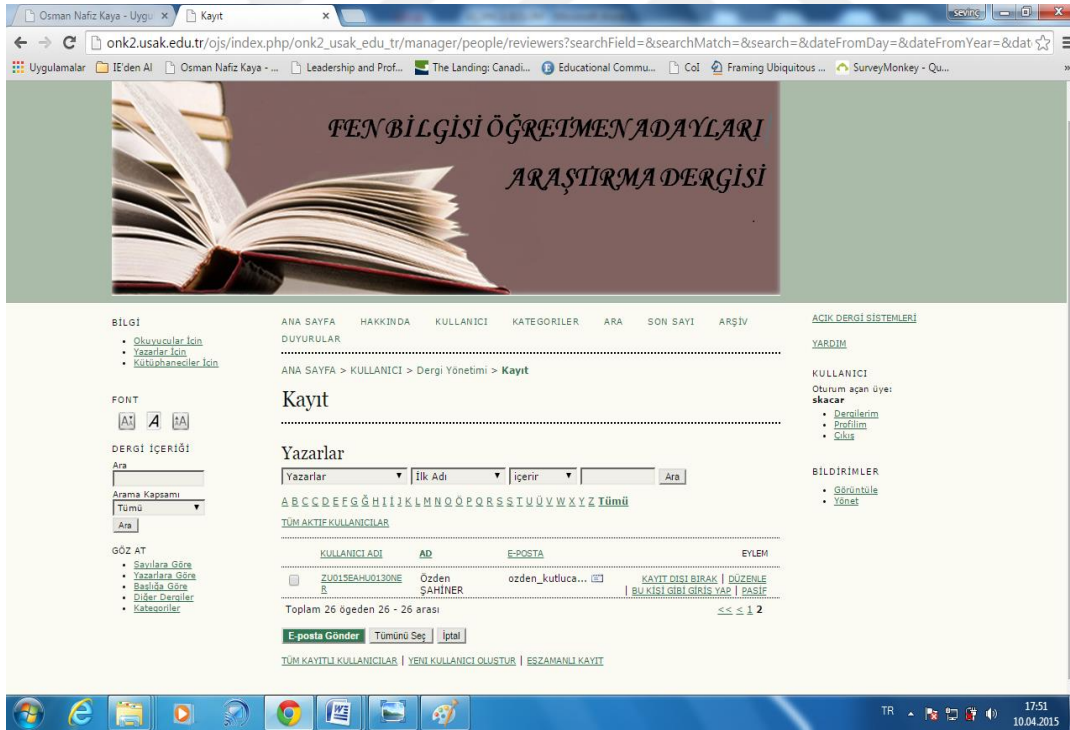 Osman Nafiz Kaya - Uygu
Kayıt
sevinç
onk2.usak.edu.tr/ojs/index.php/onk2_usak_edu_tr/manager/people/reviewers?searchField=&searchMatch=&search=&dateFromDay=&dateFromYear=&dat
Uygulamalar IE'den Al Osman Nafiz Kaya - ... Leadership and Prof... The Landing: Canadi... Educational Commu... CoI Framing Ubiquitous ... SurveyMonkey - Qu...
FEN BİLGİSİ ÖĞRETMEN ADAYLARI
ARAŞTIRMA DERGİSİ
BİLGİ
Okuyucular İçin
Yazarlar İçin
Kütüphaneciler İçin
FONT
A A A
DERGİ İÇERİĞİ
Ara
Arama Kapsamı
Tümü
Ara
GÖZ AT
Sayılara Göre
Yazarlara Göre
Başlığa Göre
Diğer Dergiler
Kategoriler
ANA SAYFA HAKKINDA KULLANICI KATEGORILER ARA SON SAYI ARŞİV
DUYURULAR
ANA SAYFA > KULLANICI > Dergi Yönetimi > Kayıt
Kayıt
Yazarlar
Yazarlar İlk Adı içerir Ara
A B C Ç D E F G Ğ H I İ J K L M N O Ö P Q R S Ş T U Ü V W X Y Z Tümü
TÜM AKTIF KULLANICILAR
KULLANICI ADI AD E-POSTA EYLEM
ZU015EAHU0130NE Özden ozden_kutluca... KAYIT DIŞI BIRAK | DÜZENLE
R ŞAHİNER | BU KİŞİ GİBİ GİRİŞ YAP | PASİF
Toplam 26 ögeden 26 - 26 arası << < 1 2
E-posta Gönder Tümünü Seç İptal
TÜM KAYITLI KULLANICILAR | YENİ KULLANICI OLUŞTUR | EŞZAMANLI KAYIT
AÇIK DERGİ SİSTEMLERİ
YARDIM
KULLANICI
Oturum açan üye:
skacar
Dergilerim
Profilim
Çıkış
BİLDİRİMLER
Görüntüle
Yönet
TR
17:51
10.04.2015